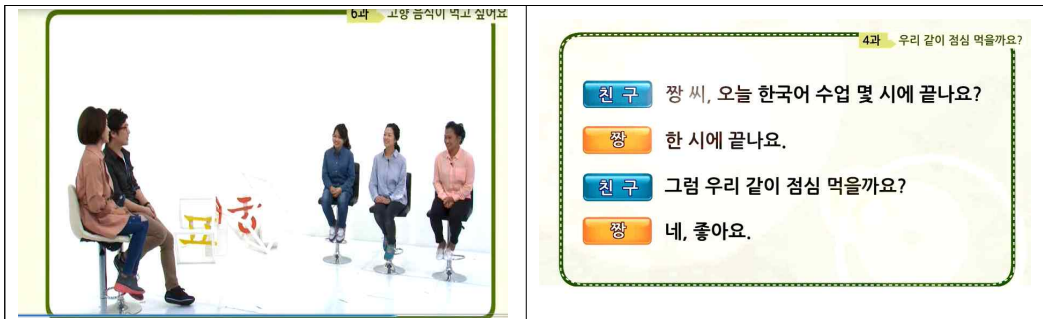 6과 고향 음식이 먹고 싶어요
4과 우리 같이 점심 먹을까요?
친 구 짱 씨, 오늘 한국어 수업 몇 시에 끝나요?
짱 한 시에 끝나요.
친 구 그럼 우리 같이 점심 먹을까요?
짱 네, 좋아요.